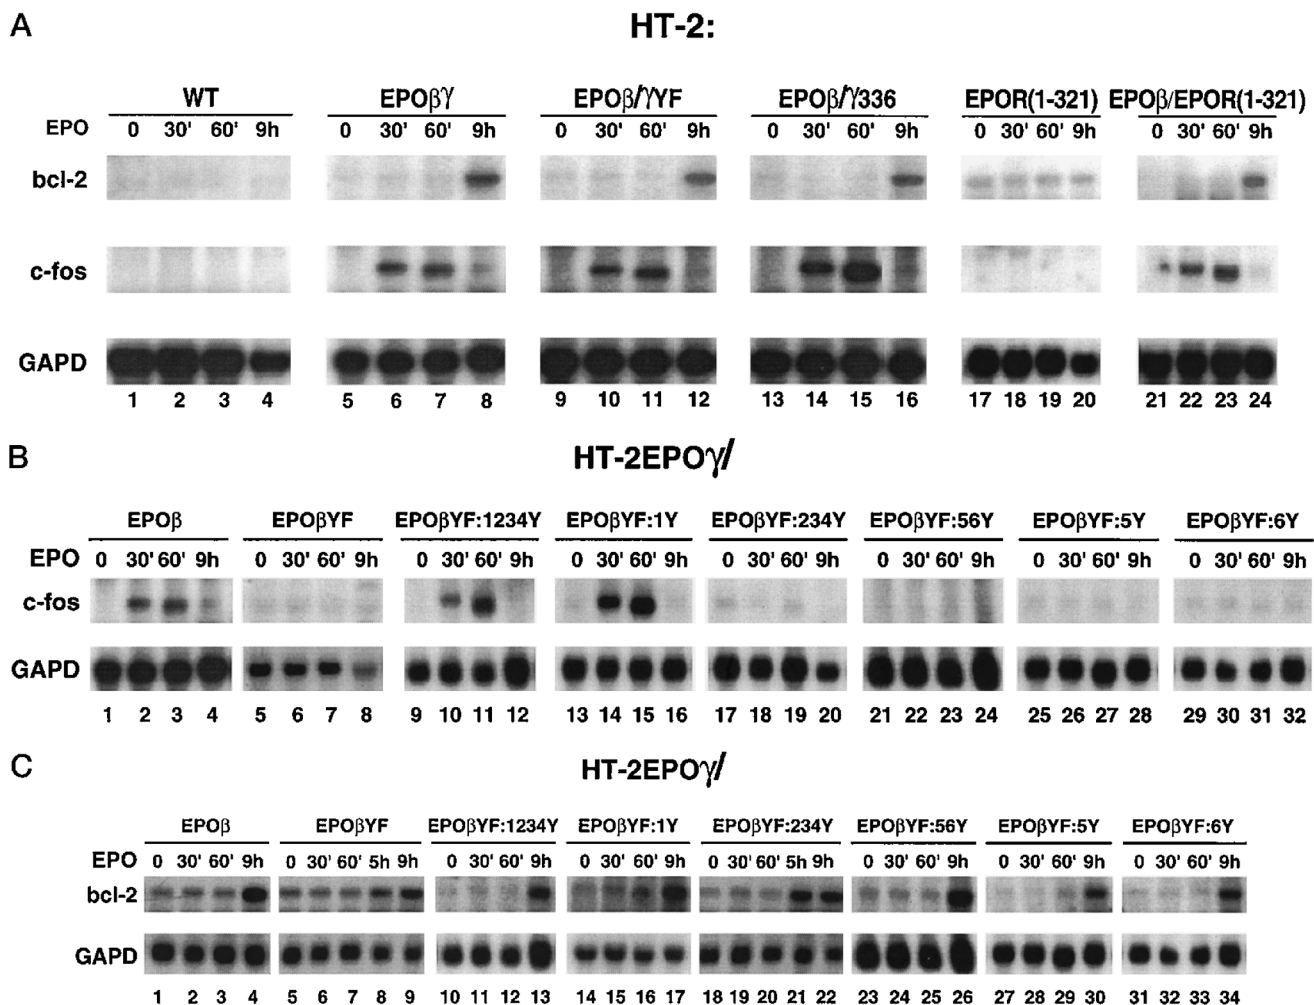 A
HT-2:
WT EPOβγ EPOβ/γYF EPOβ/γ336 EPOR(1-321) EPOβ/EPOR(1-321)
EPO 0 30' 60' 9h 0 30' 60' 9h 0 30' 60' 9h 0 30' 60' 9h 0 30' 60' 9h 0 30' 60' 9h
bcl-2
c-fos
GAPD
1 2 3 4 5 6 7 8 9 10 11 12 13 14 15 16 17 18 19 20 21 22 23 24
B
HT-2EPOγ/
EPOβ EPOβYF EPOβYF:1234Y EPOβYF:1Y EPOβYF:234Y EPOβYF:56Y EPOβYF:5Y EPOβYF:6Y
EPO 0 30' 60' 9h 0 30' 60' 9h 0 30' 60' 9h 0 30' 60' 9h 0 30' 60' 9h 0 30' 60' 9h 0 30' 60' 9h 0 30' 60' 9h
c-fos
GAPD
1 2 3 4 5 6 7 8 9 10 11 12 13 14 15 16 17 18 19 20 21 22 23 24 25 26 27 28 29 30 31 32
C
HT-2EPOγ/
EPOβ EPOβYF EPOβYF:1234Y EPOβYF:1Y EPOβYF:234Y EPOβYF:56Y EPOβYF:5Y EPOβYF:6Y
EPO 0 30' 60' 9h 0 30' 60' 5h 9h 0 30' 60' 9h 0 30' 60' 9h 0 30' 60' 5h 9h 0 30' 60' 9h 0 30' 60' 9h 0 30' 60' 9h
bcl-2
GAPD
1 2 3 4 5 6 7 8 9 10 11 12 13 14 15 16 17 18 19 20 21 22 23 24 25 26 27 28 29 30 31 32 33 34